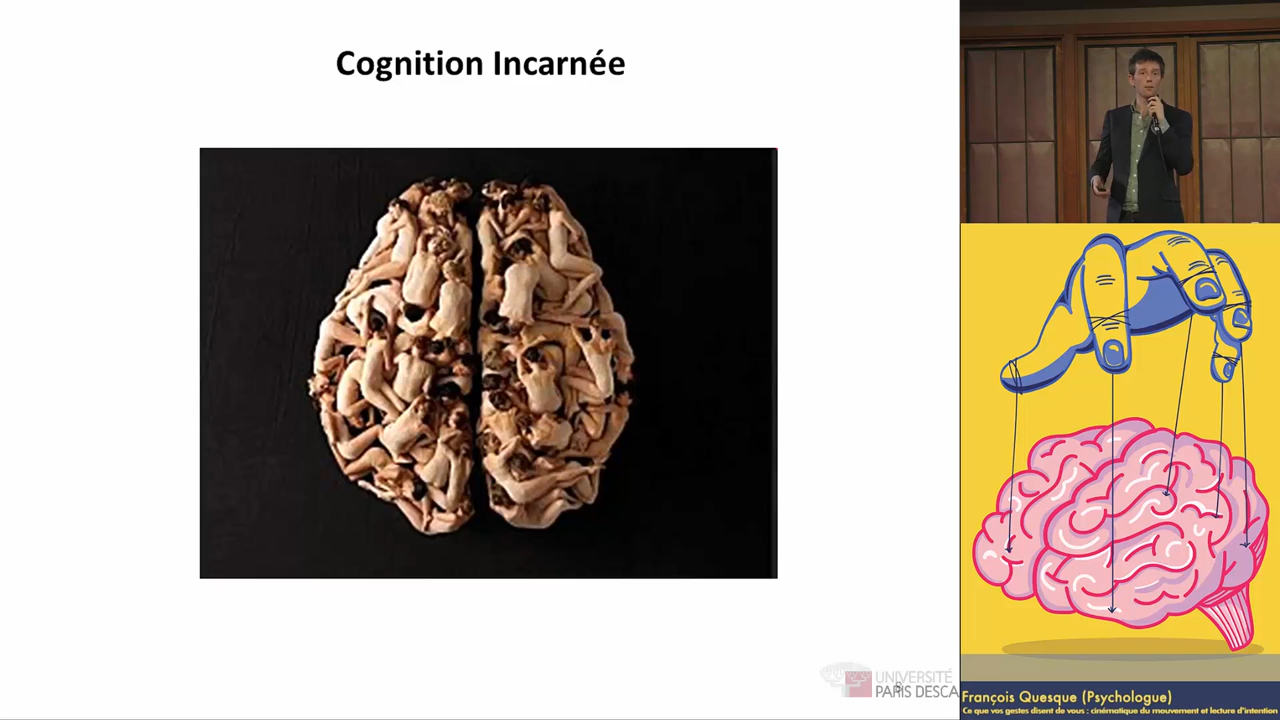 Cognition Incarnée
UNIVERSITÉ
PARIS DESCA
François Quesque (Psychologue)
Ce que vos gestes disent de vous : cinématique du mouvement et lecture d'intention